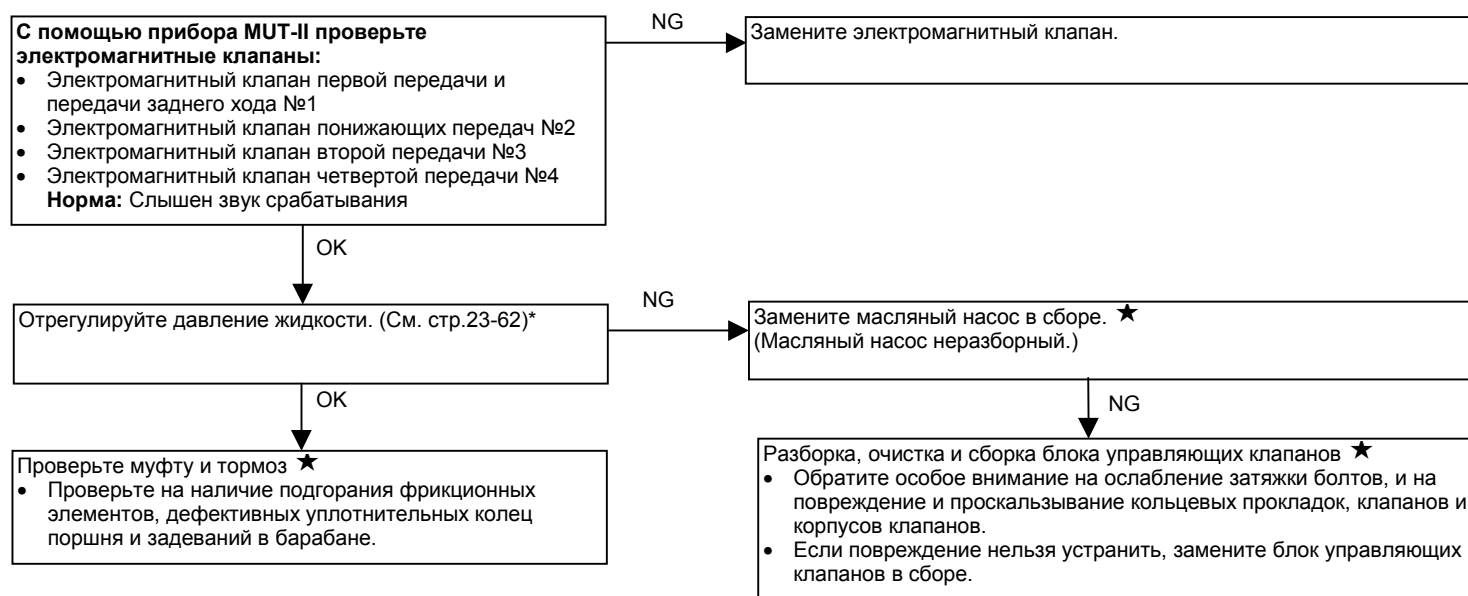 С помощью прибора MUT-II проверьте
электромагнитные клапаны:
• Электромагнитный клапан первой передачи и
передачи заднего хода №1
• Электромагнитный клапан понижающих передач №2
• Электромагнитный клапан второй передачи №3
• Электромагнитный клапан четвертой передачи №4
Норма: Слышен звук срабатывания
NG
Замените электромагнитный клапан.
OK
Отрегулируйте давление жидкости. (См. стр.23-62)*
NG
Замените масляный насос в сборе. ★
(Масляный насос неразборный.)
OK
NG
Проверьте муфту и тормоз ★
• Проверьте на наличие подгорания фрикционных
элементов, дефективных уплотнительных колец
поршня и задеваний в барабане.
Разборка, очистка и сборка блока управляющих клапанов ★
• Обратите особое внимание на ослабление затяжки болтов, и на
повреждение и проскальзывание кольцевых прокладок, клапанов и
корпусов клапанов.
• Если повреждение нельзя устранить, замените блок управляющих
клапанов в сборе.